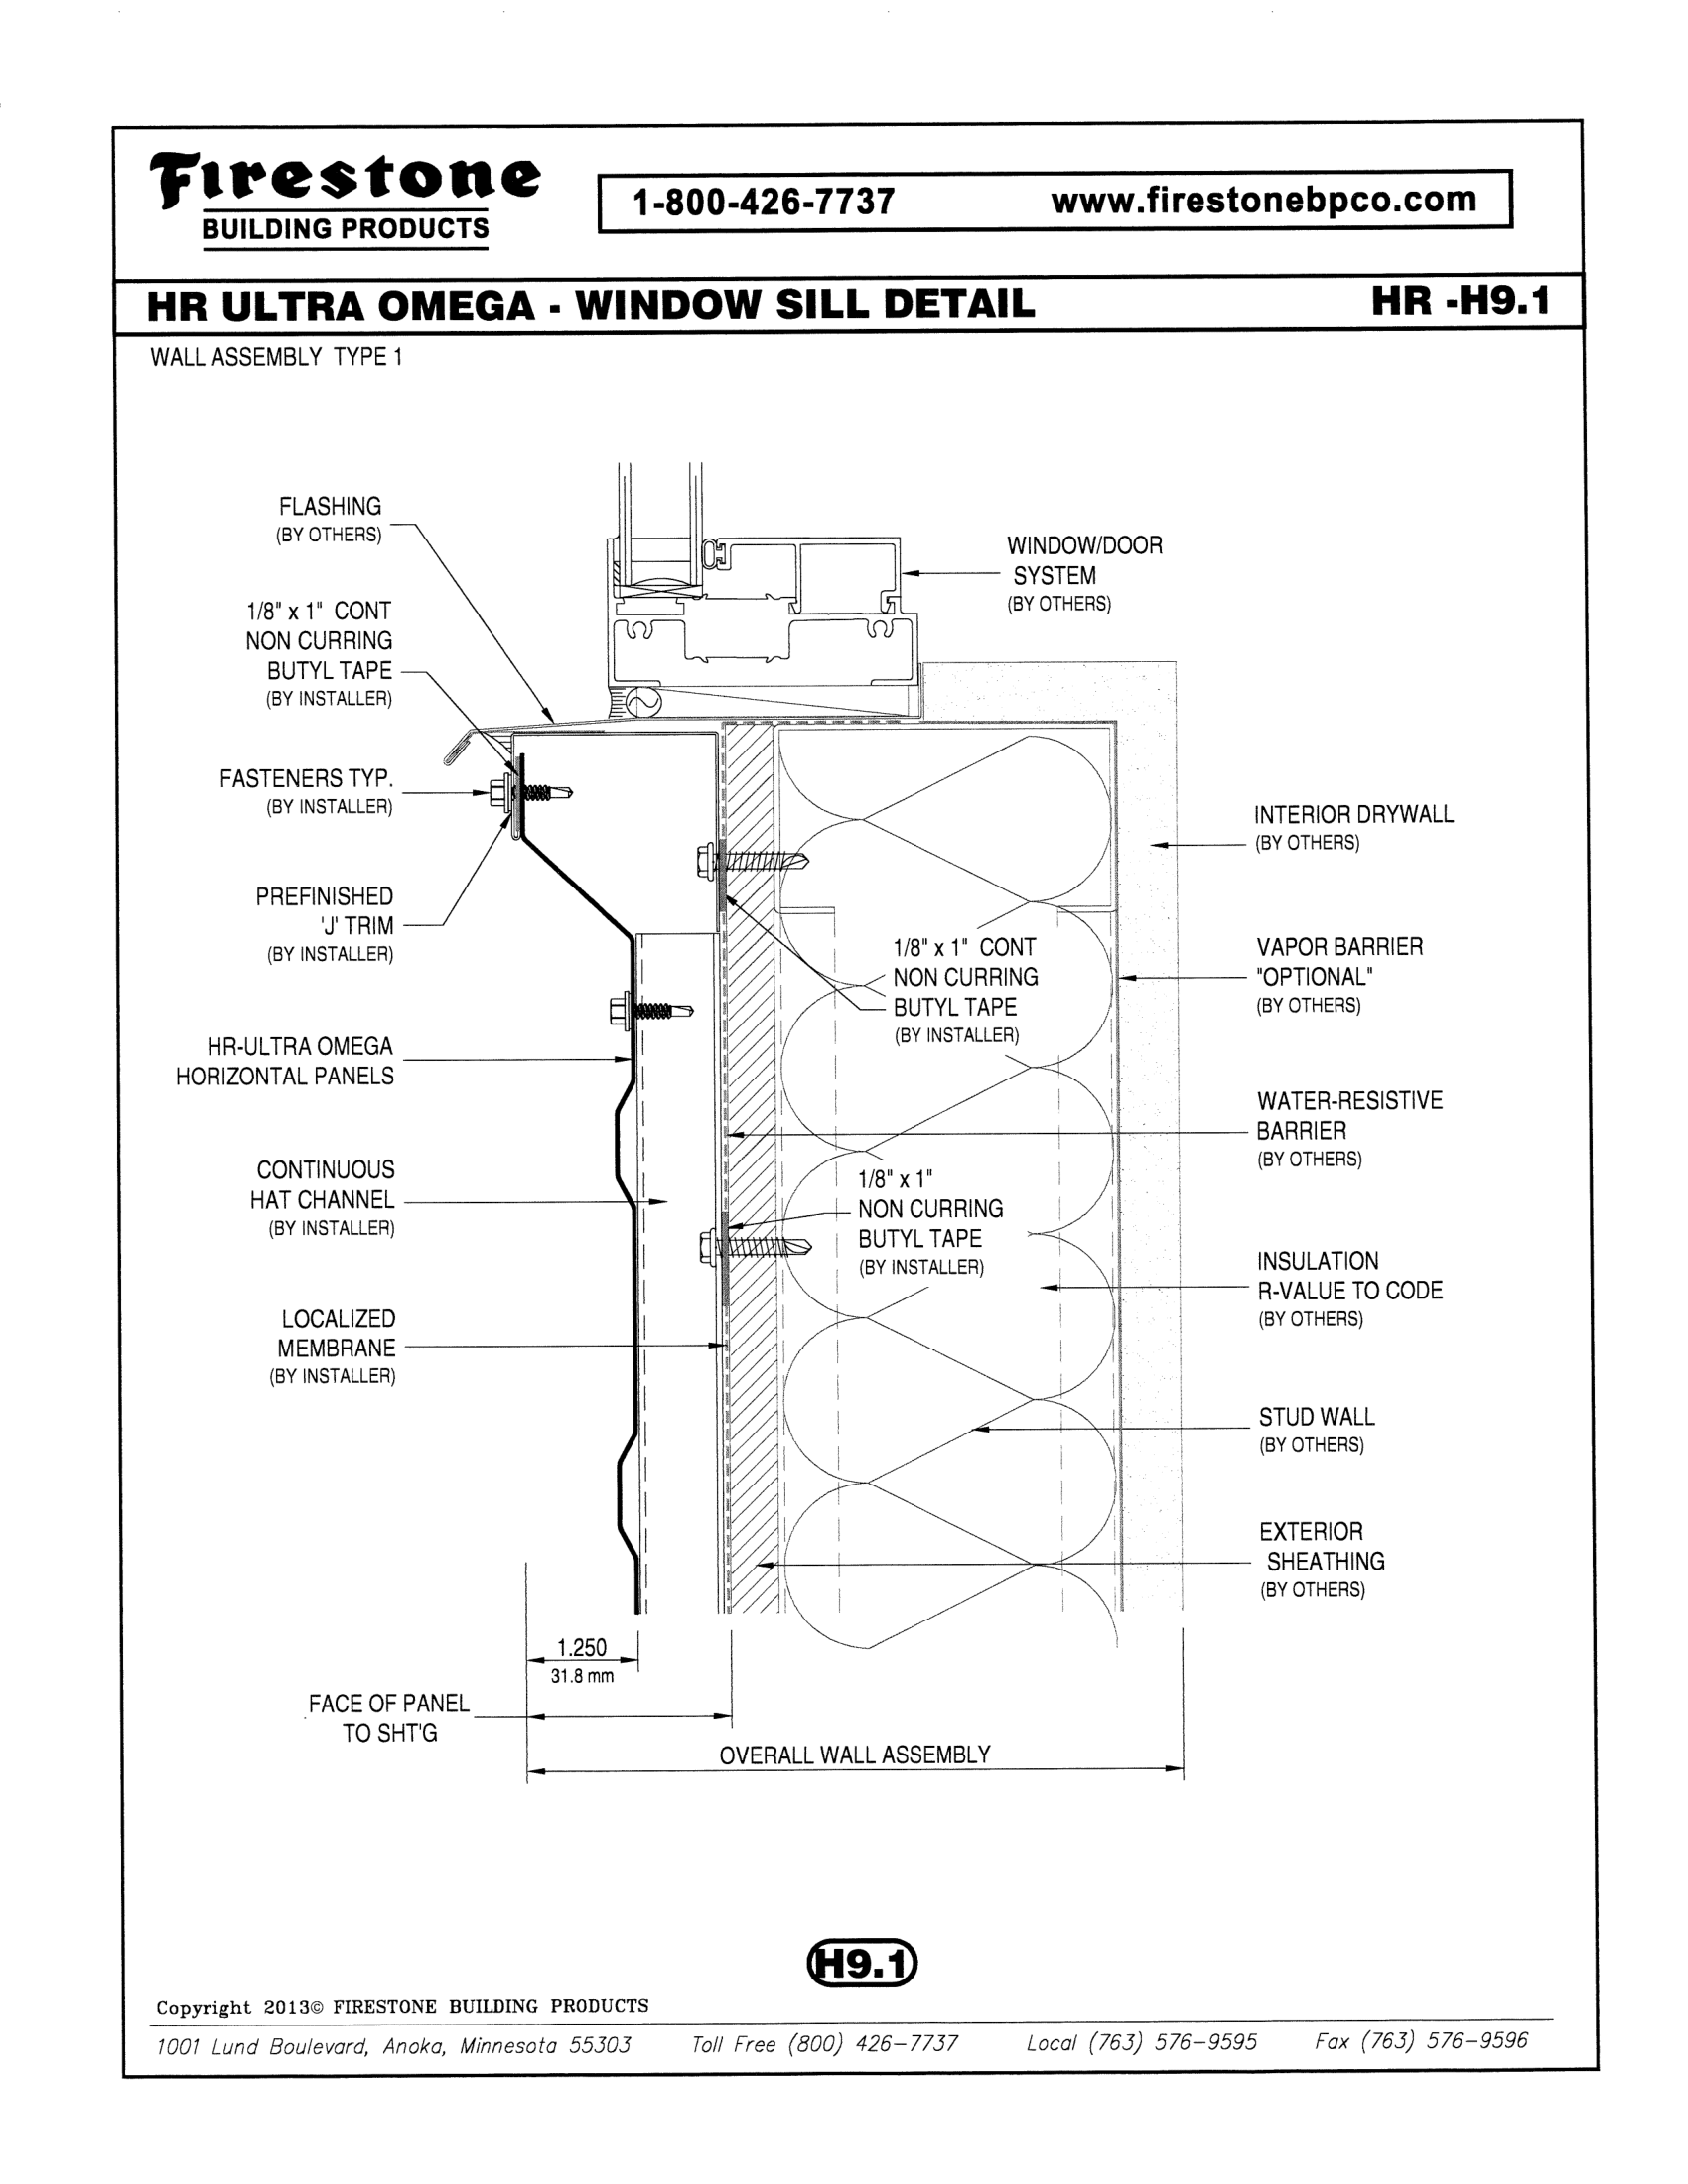 Firestone
BUILDING PRODUCTS
1-800-426-7737 www.firestonebpco.com
HR ULTRA OMEGA - WINDOW SILL DETAIL HR -H9.1
WALL ASSEMBLY TYPE 1
FLASHING
(BY OTHERS)
1/8" x 1" CONT
NON CURRING
BUTYL TAPE
(BY INSTALLER)
FASTENERS TYP.
(BY INSTALLER)
PREFINISHED
'J' TRIM
(BY INSTALLER)
HR-ULTRA OMEGA
HORIZONTAL PANELS
CONTINUOUS
HAT CHANNEL
(BY INSTALLER)
LOCALIZED
MEMBRANE
(BY INSTALLER)
WINDOW/DOOR
SYSTEM
(BY OTHERS)
1/8" x 1" CONT
NON CURRING
BUTYL TAPE
(BY INSTALLER)
1/8" x 1"
NON CURRING
BUTYL TAPE
(BY INSTALLER)
INTERIOR DRYWALL
(BY OTHERS)
VAPOR BARRIER
"OPTIONAL"
(BY OTHERS)
WATER-RESISTIVE
BARRIER
(BY OTHERS)
INSULATION
R-VALUE TO CODE
(BY OTHERS)
STUD WALL
(BY OTHERS)
EXTERIOR
SHEATHING
(BY OTHERS)
1.250
31.8 mm
FACE OF PANEL
TO SHT'G
OVERALL WALL ASSEMBLY
H9.1
Copyright 2013© FIRESTONE BUILDING PRODUCTS
1001 Lund Boulevard, Anoka, Minnesota 55303 Toll Free (800) 426-7737 Local (763) 576-9595 Fax (763) 576-9596